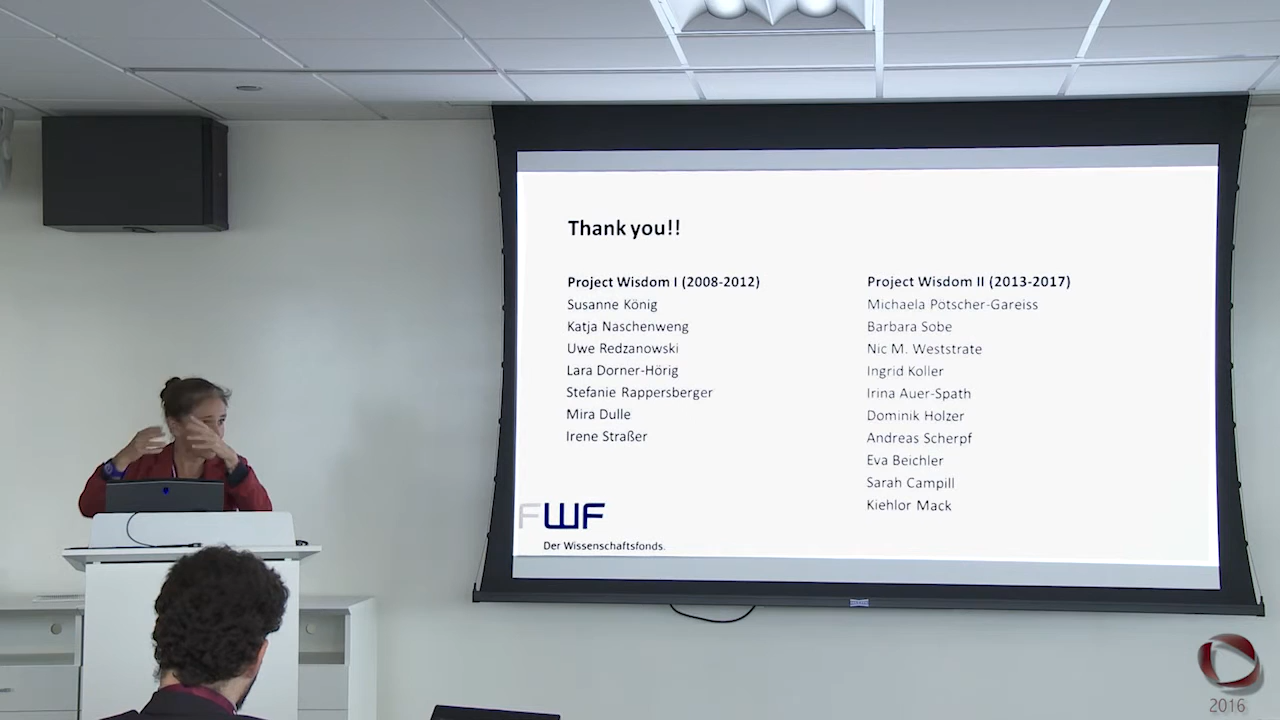 Thank you!!
Project Wisdom I (2008-2012)
Susanne König
Katja Naschenweng
Uwe Redzanowski
Lara Dorner-Hörig
Stefanie Rappersberger
Mira Dulle
Irene Straßer
Project Wisdom II (2013-2017)
Michaela Potscher-Gareiss
Barbara Sobe
Nic M. Weststrate
Ingrid Koller
Irina Auer-Spath
Dominik Holzer
Andreas Scherpf
Eva Beichler
Sarah Campill
Kiehlor Mack
FWF
Der Wissenschaftsfonds.
2016